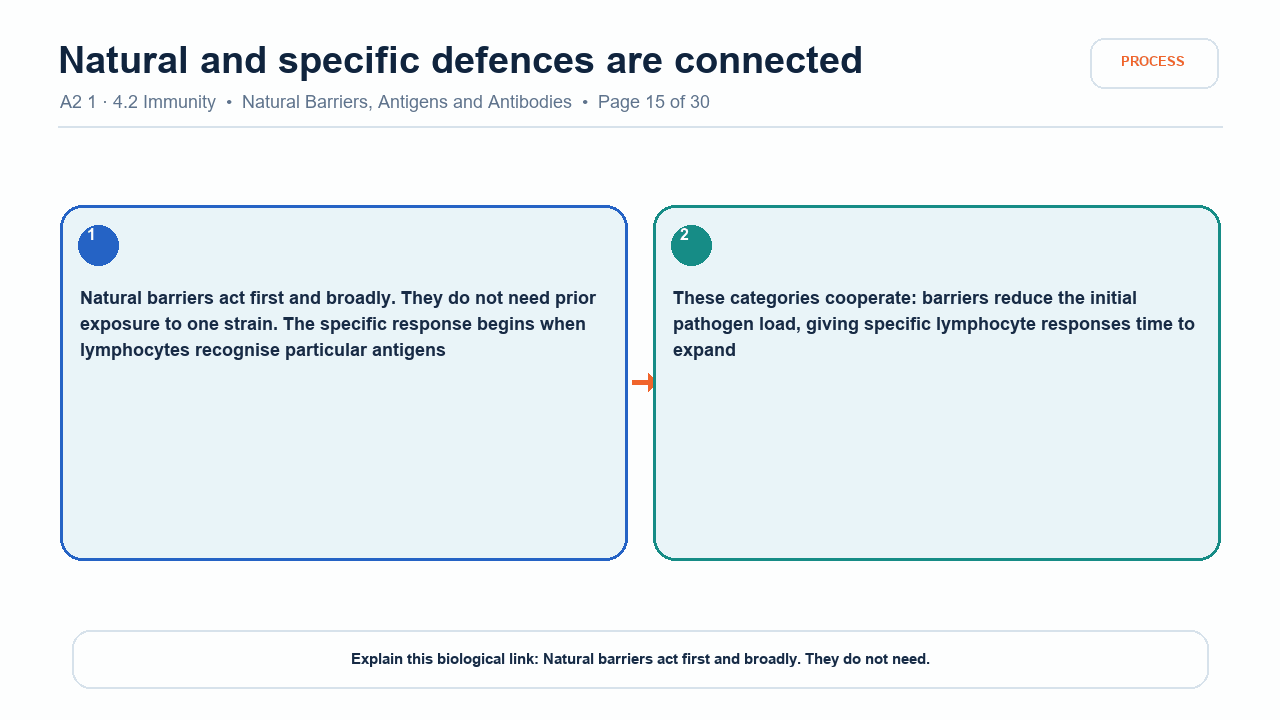 Natural and specific defences are connected
PROCESS
A2 1 · 4.2 Immunity • Natural Barriers, Antigens and Antibodies • Page 15 of 30
1
Natural barriers act first and broadly. They do not need prior
exposure to one strain. The specific response begins when
lymphocytes recognise particular antigens
2
These categories cooperate: barriers reduce the initial
pathogen load, giving specific lymphocyte responses time to
expand
Explain this biological link: Natural barriers act first and broadly. They do not need.